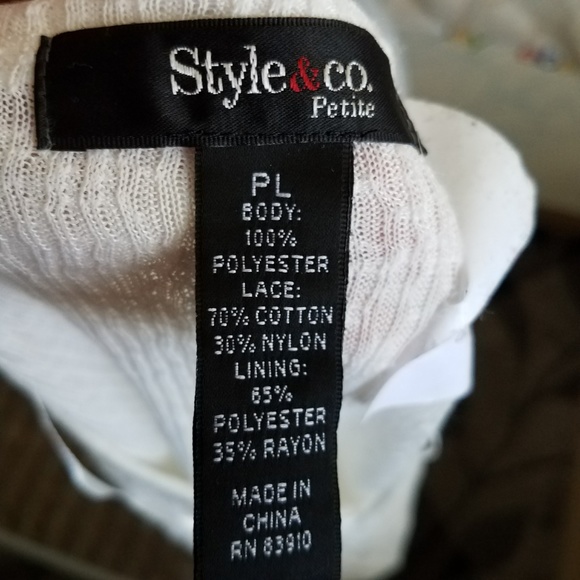 Style&co.
Petite
PL
BODY:
100%
POLYESTER
LACE:
70% COTTON
30% NYLON
LINING:
65%
POLYESTER
35% RAYON
MADE IN
CHINA
RN 83910